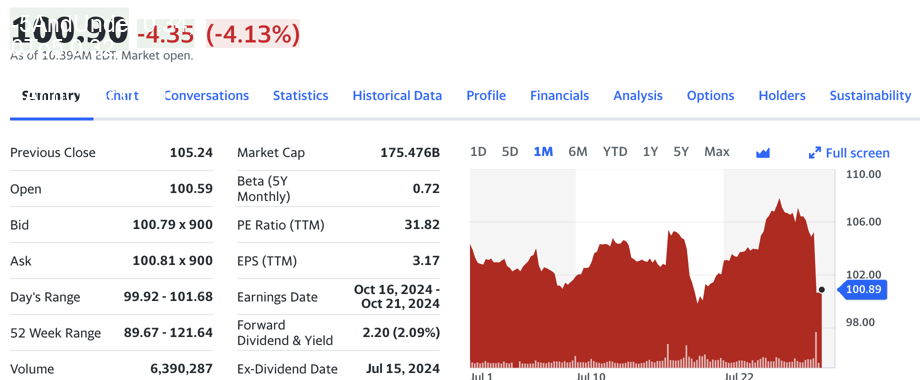 100.90 -4.35 (-4.13%)
As of 10:39AM EDT. Market open.
Summary Chart Conversations Statistics Historical Data Profile Financials Analysis Options Holders Sustainability
Previous Close 105.24
Open 100.59
Bid 100.79 x 900
Ask 100.81 x 900
Day's Range 99.92 - 101.68
52 Week Range 89.67 - 121.64
Volume 6,390,287
Market Cap 175.476B
Beta (5Y
Monthly) 0.72
PE Ratio (TTM) 31.82
EPS (TTM) 3.17
Earnings Date Oct 16, 2024 -
Oct 21, 2024
Forward
Dividend & Yield 2.20 (2.09%)
Ex-Dividend Date Jul 15, 2024
1D 5D 1M 6M YTD 1Y 5Y Max Full screen
110.00
106.00
102.00
100.89
98.00
Jul 1 Jul 10 Jul 22